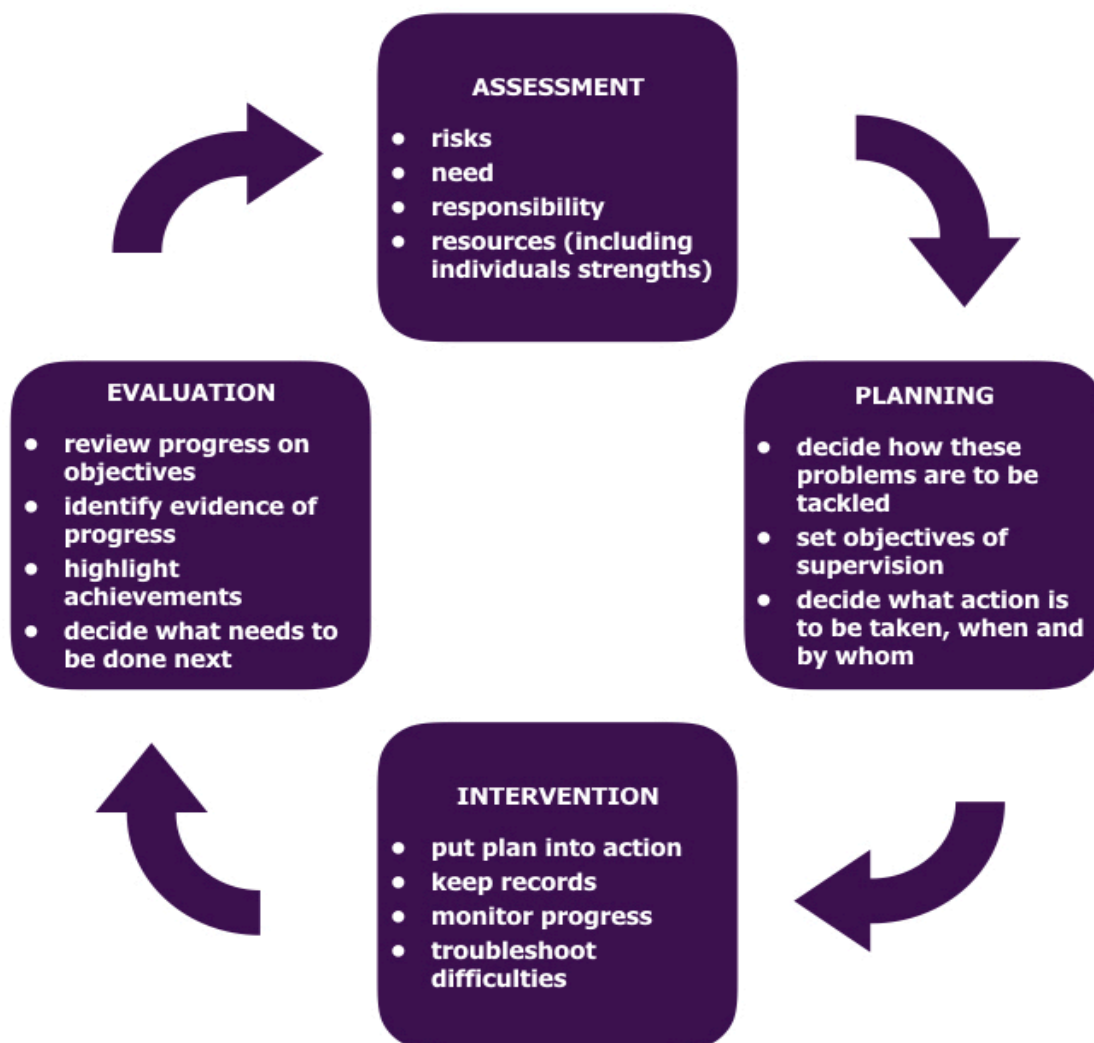 ASSESSMENT
• risks
• need
• responsibility
• resources (including
individuals strengths)
PLANNING
• decide how these
problems are to be
tackled
• set objectives of
supervision
• decide what action is
to be taken, when and
by whom
INTERVENTION
• put plan into action
• keep records
• monitor progress
• troubleshoot
difficulties
EVALUATION
• review progress on
objectives
• identify evidence of
progress
• highlight
achievements
• decide what needs to
be done next